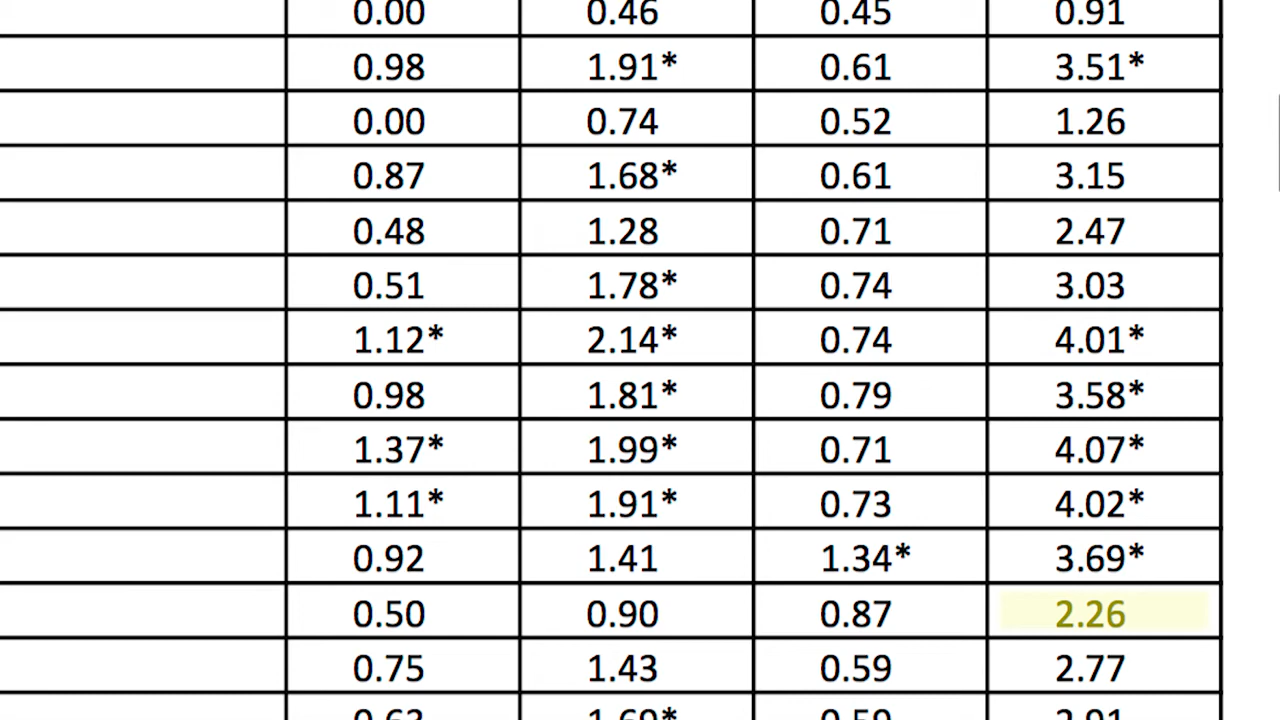 0.00 0.46 0.45 0.91
0.98 1.91* 0.61 3.51*
0.00 0.74 0.52 1.26
0.87 1.68* 0.61 3.15
0.48 1.28 0.71 2.47
0.51 1.78* 0.74 3.03
1.12* 2.14* 0.74 4.01*
0.98 1.81* 0.79 3.58*
1.37* 1.99* 0.71 4.07*
1.11* 1.91* 0.73 4.02*
0.92 1.41 1.34* 3.69*
0.50 0.90 0.87 2.26
0.75 1.43 0.59 2.77